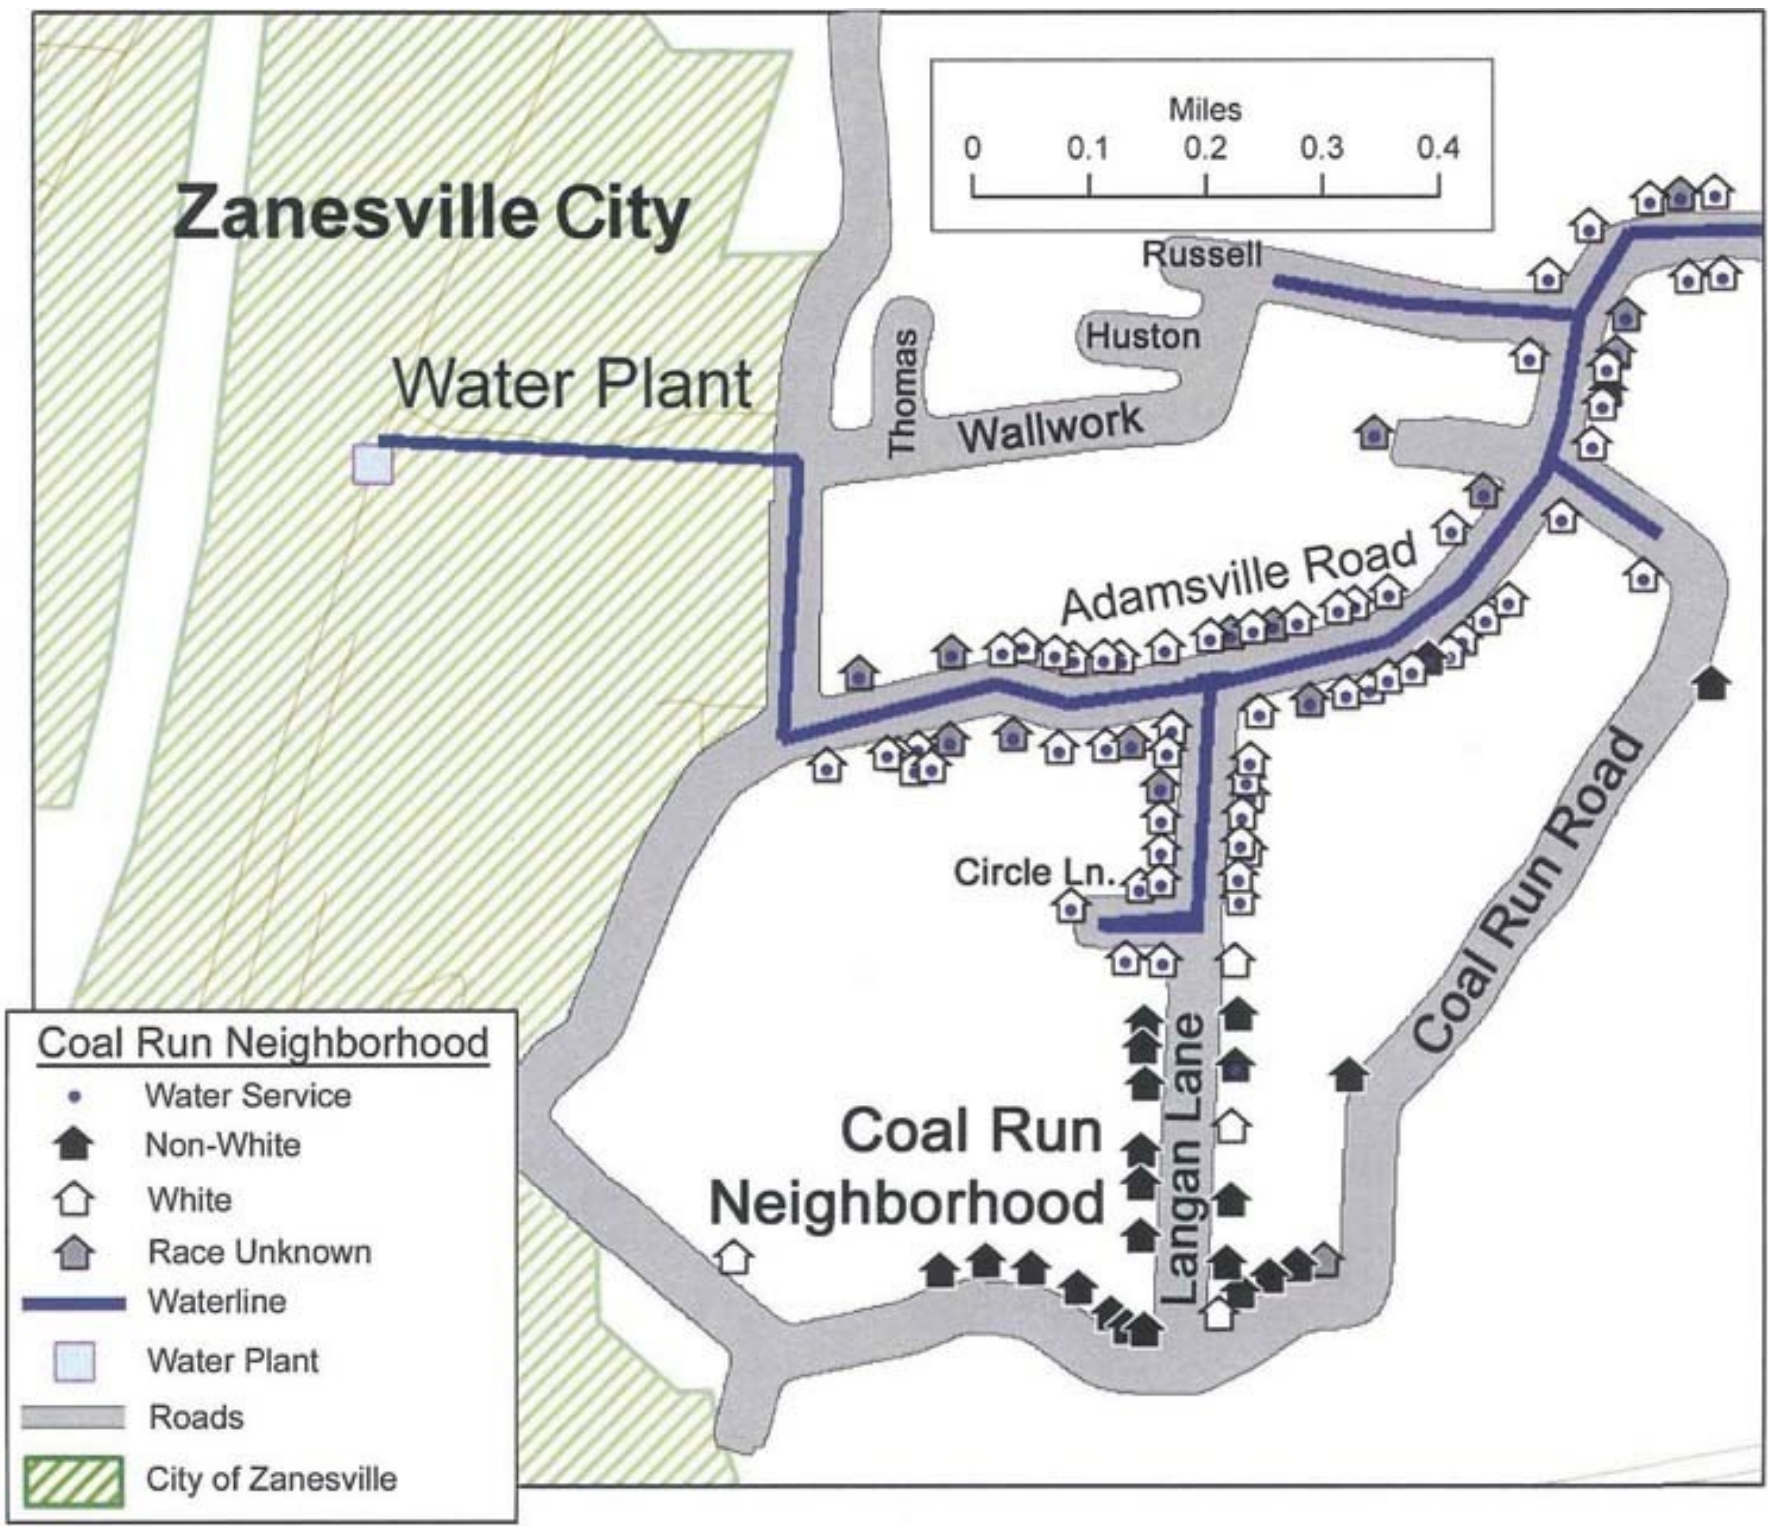 Miles
0 0.1 0.2 0.3 0.4
Zanesville City
Russell
Huston
Water Plant
Thomas
Wallwork
Adamsville Road
Circle Ln.
Coal Run Road
Langan Lane
Coal Run
Neighborhood
Coal Run Neighborhood
Water Service
Non-White
White
Race Unknown
Waterline
Water Plant
Roads
City of Zanesville